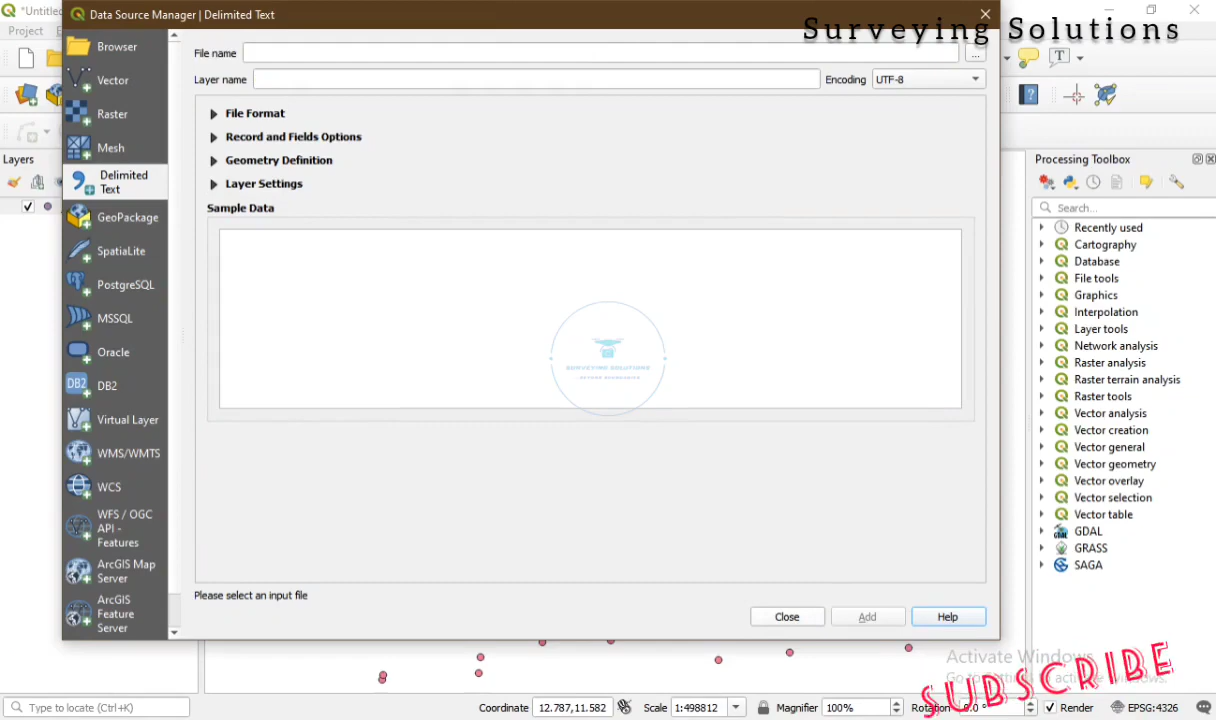 *Untitled
Data Source Manager | Delimited Text
Surveying Solutions
Project
Browser
Vector
Raster
Mesh
Delimited
Text
GeoPackage
SpatiaLite
PostgreSQL
MSSQL
Oracle
DB2
DB2
Virtual Layer
WMS/WMTS
WCS
WFS / OGC
API -
Features
ArcGIS Map
Server
ArcGIS
Feature
Server
File name
...
Layer name
Encoding UTF-8
File Format
Record and Fields Options
Geometry Definition
Layer Settings
Sample Data
SURVEYING SOLUTIONS
Please select an input file
Close
Add
Help
Layers
Processing Toolbox
Search...
Recently used
Cartography
Database
File tools
Graphics
Interpolation
Layer tools
Network analysis
Raster analysis
Raster terrain analysis
Raster tools
Vector analysis
Vector creation
Vector general
Vector geometry
Vector overlay
Vector selection
Vector table
GDAL
GRASS
SAGA
Activate Windows
SUBSCRIBE
Type to locate (Ctrl+K)
Coordinate 12.787,11.582
Scale 1:498812
Magnifier 100%
Rotation 0.0 °
Render
EPSG:4326